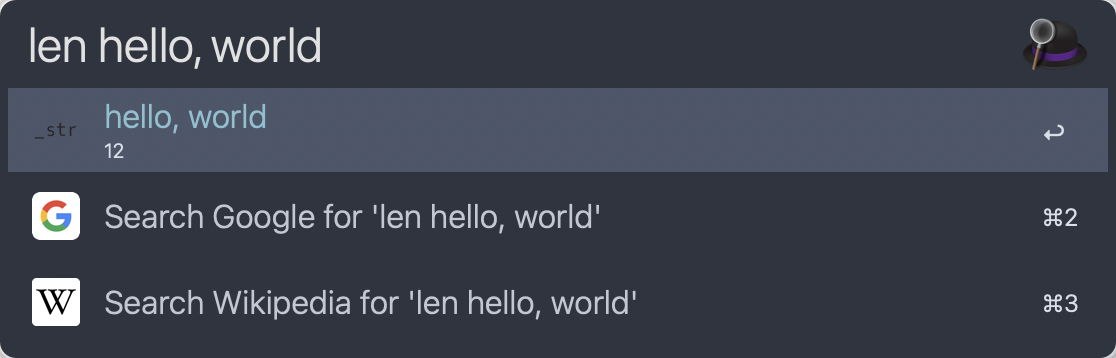 len hello, world
_str
hello, world
↩
12
Search Google for 'len hello, world'
⌘2
W
Search Wikipedia for 'len hello, world'
⌘3